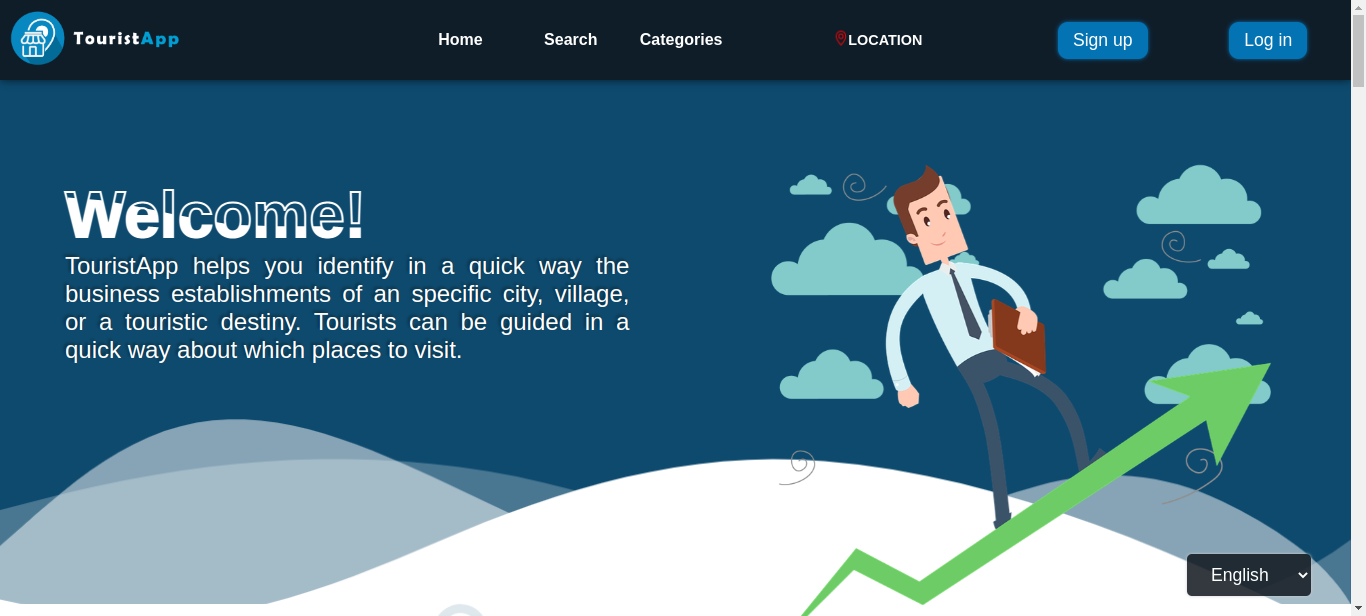 TouristApp
Home
Search
Categories
LOCATION
Sign up
Log in
Welcome!
TouristApp helps you identify in a quick way the
business establishments of an specific city, village,
or a touristic destiny. Tourists can be guided in a
quick way about which places to visit.
English